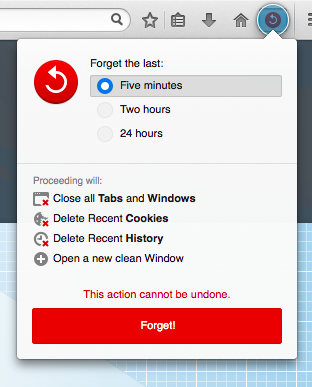 Forget the last:
Five minutes
Two hours
24 hours
Proceeding will:
Close all Tabs and Windows
Delete Recent Cookies
Delete Recent History
Open a new clean Window
This action cannot be undone.
Forget!